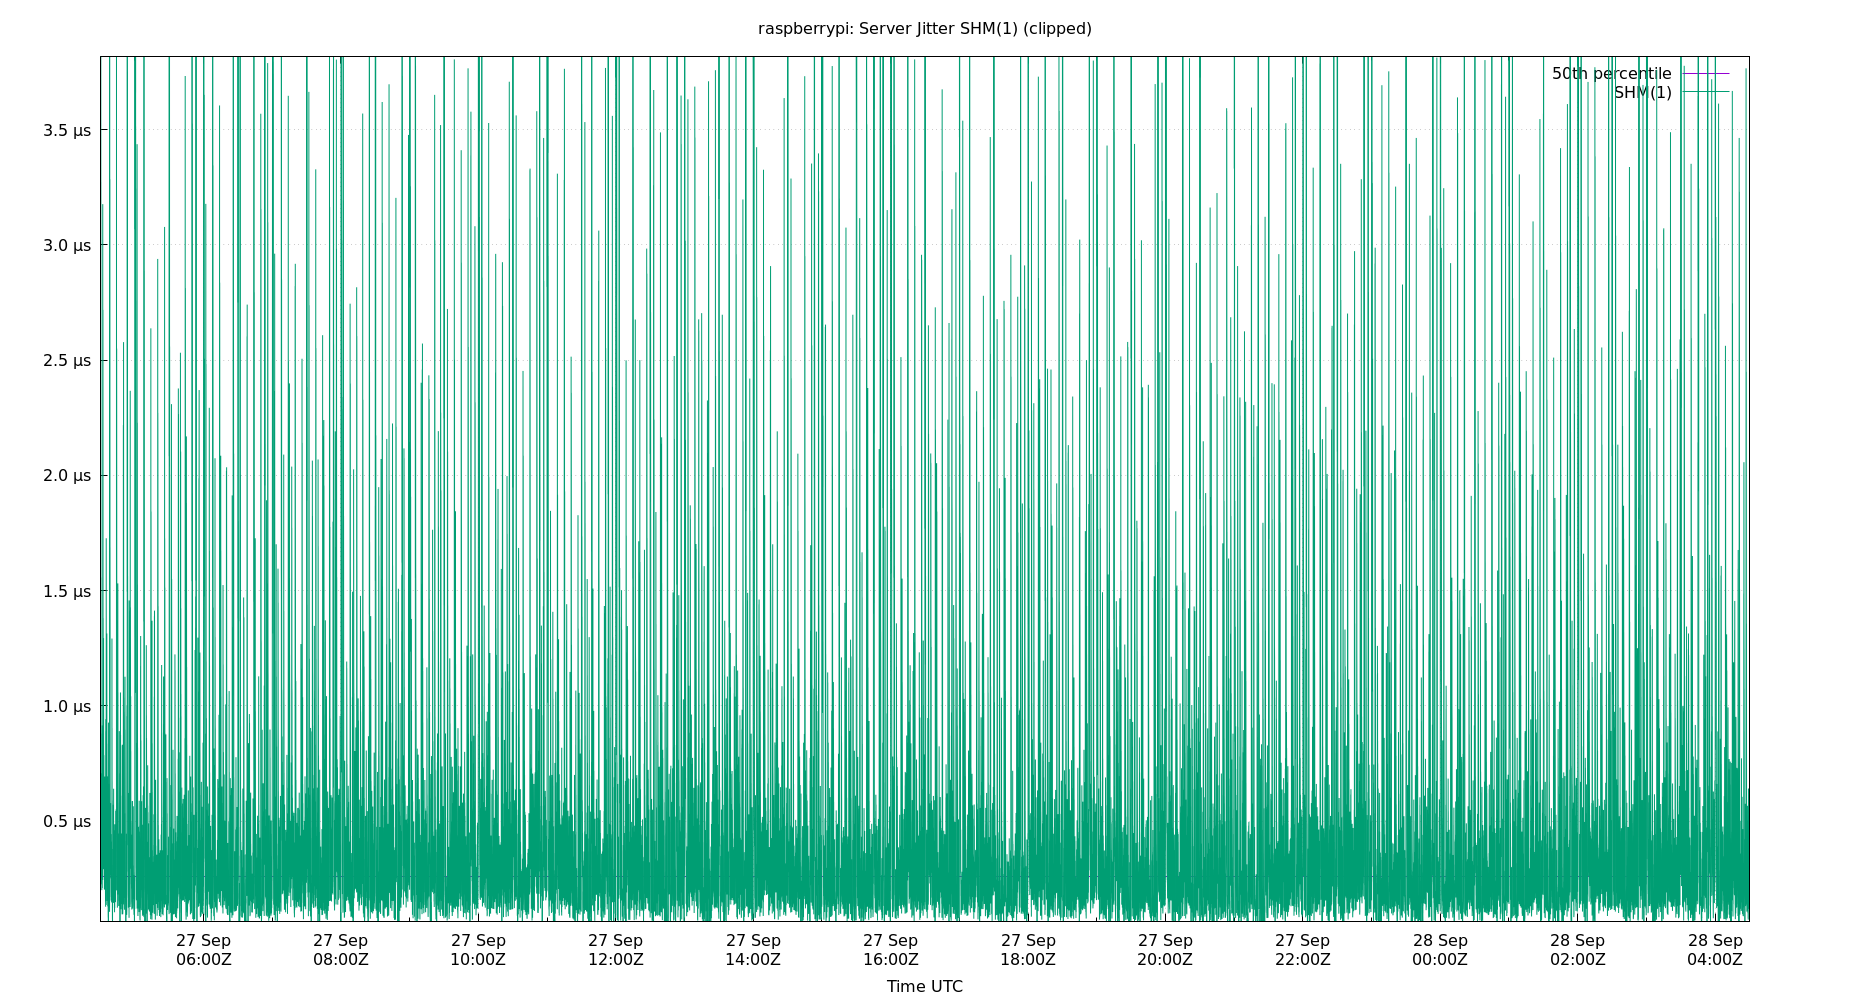 raspberrypi: Server Jitter SHM(1) (clipped)
50th percentile
SHM(1)
3.5 µs
3.0 µs
2.5 µs
2.0 µs
1.5 µs
1.0 µs
0.5 µs
27 Sep 27 Sep 27 Sep 27 Sep 27 Sep 27 Sep 27 Sep 27 Sep 27 Sep 28 Sep 28 Sep 28 Sep
06:00Z 08:00Z 10:00Z 12:00Z 14:00Z 16:00Z 18:00Z 20:00Z 22:00Z 00:00Z 02:00Z 04:00Z
Time UTC